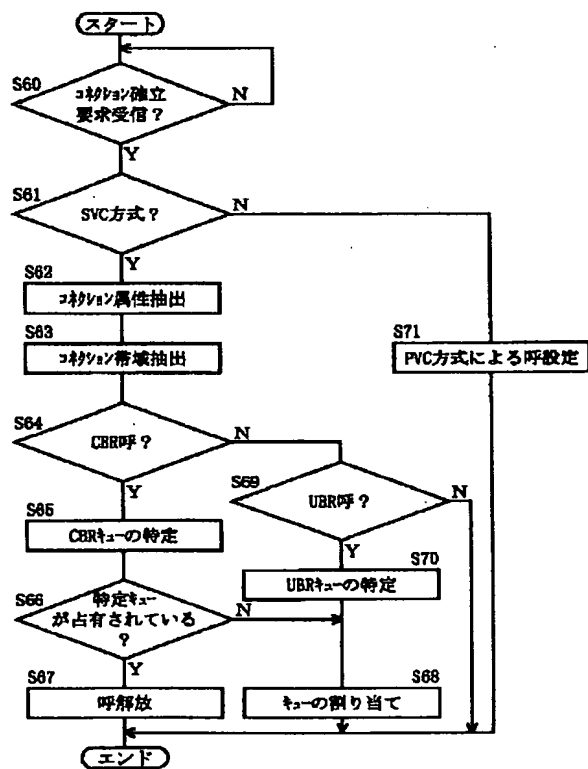 スタート
S60
コネクション確立
要求受信？
N
Y
S61
SVC方式？
N
Y
S62
コネクション属性抽出
S63
コネクション帯域抽出
S71
PVC方式による呼設定
S64
CBR呼？
N
Y
S69
UBR呼？
N
Y
S65
CBRキューの特定
S70
UBRキューの特定
S66
特定キュー
が占有されている
？
N
Y
S67
呼解放
S68
キューの割り当て
エンド